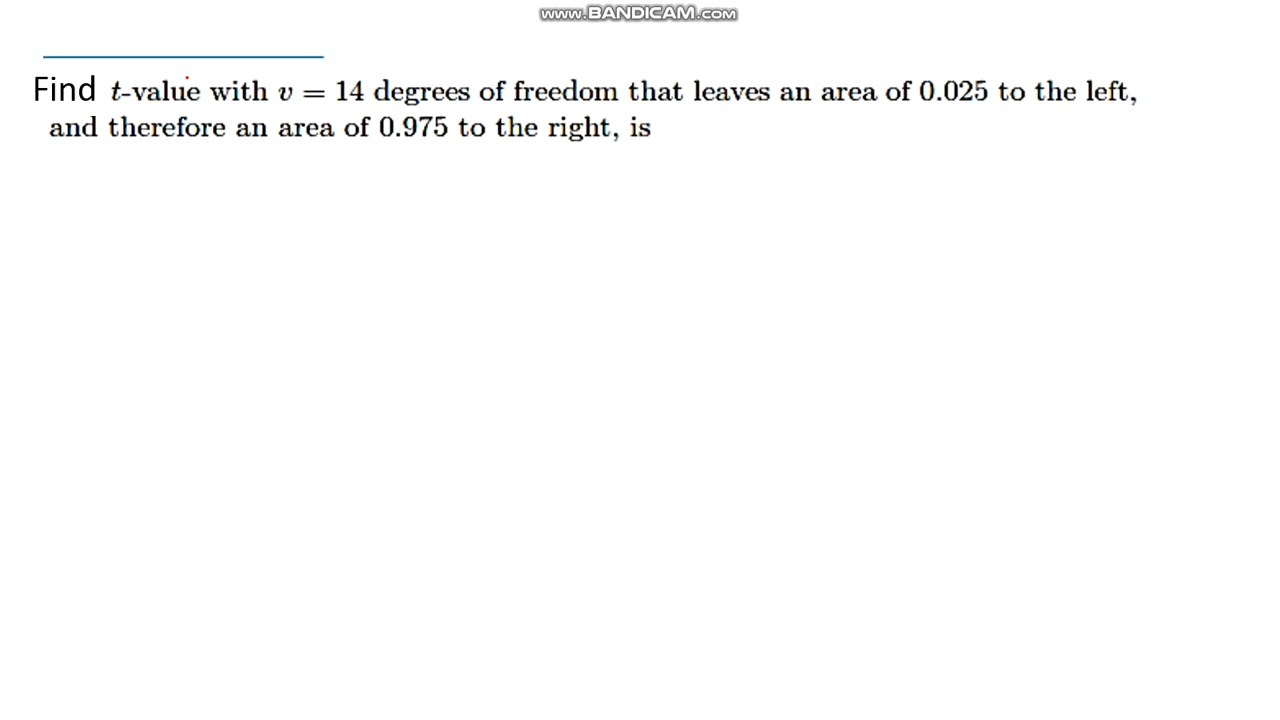 www.BANDICAM.com
Find t-value with v = 14 degrees of freedom that leaves an area of 0.025 to the left,
and therefore an area of 0.975 to the right, is